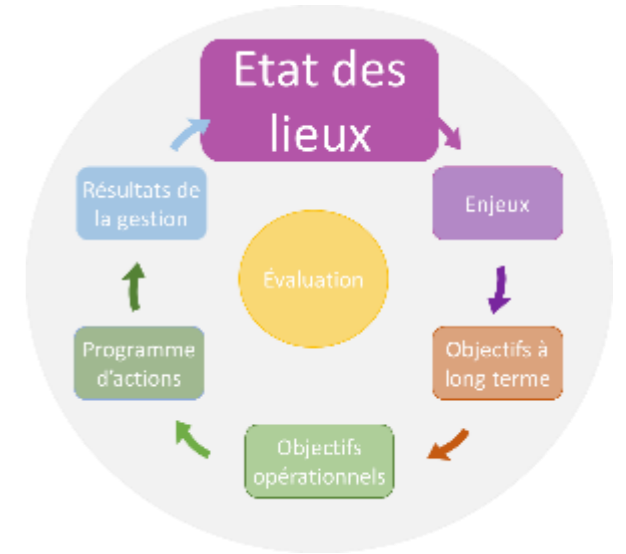 Etat des
lieux
Enjeux
Objectifs à
long terme
Objectifs
opérationnels
Programme
d'actions
Résultats de
la gestion
Évaluation